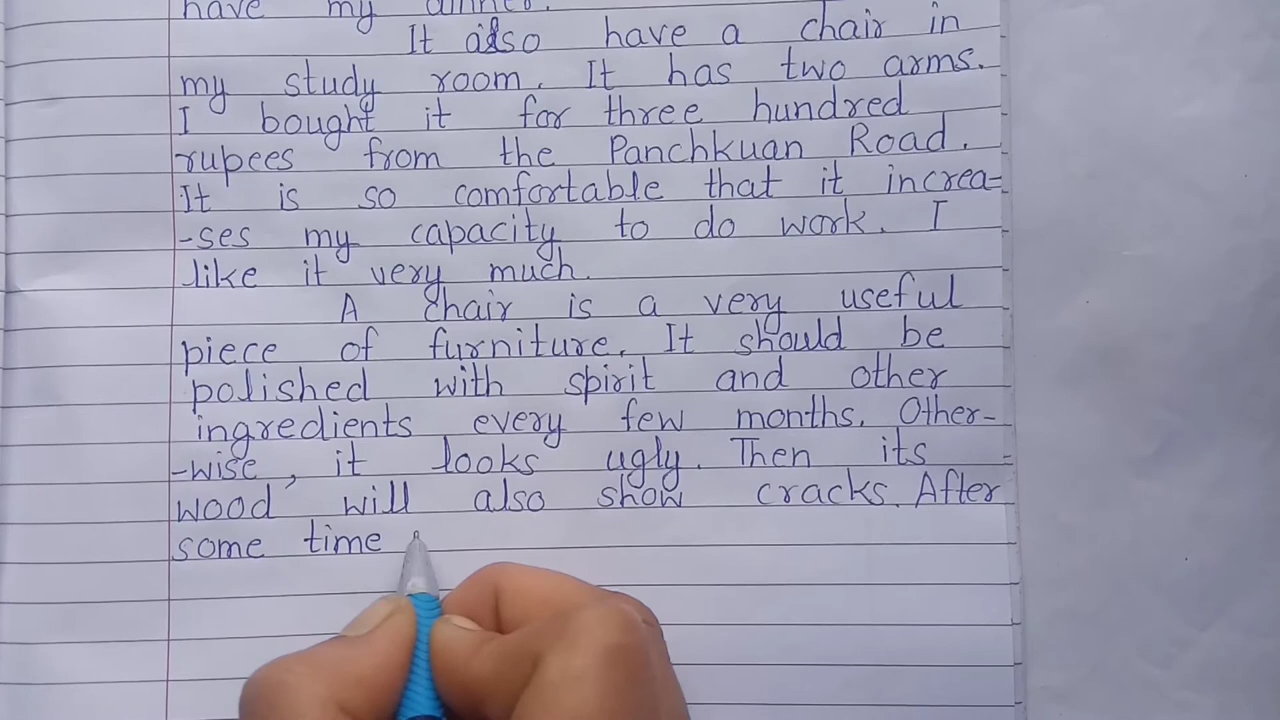 have my dinner.
It also have a chair in
my study room. It has two arms.
I bought it for three hundred
rupees from the Panchkuan Road.
It is so comfortable that it increa=
-ses my capacity to do work. I
like it very much.
A chair is a very useful
piece of furniture. It should be
polished with spirit and other
ingredients every few months. Other-
-wise, it looks ugly. Then its
wood will also show cracks. After
some time